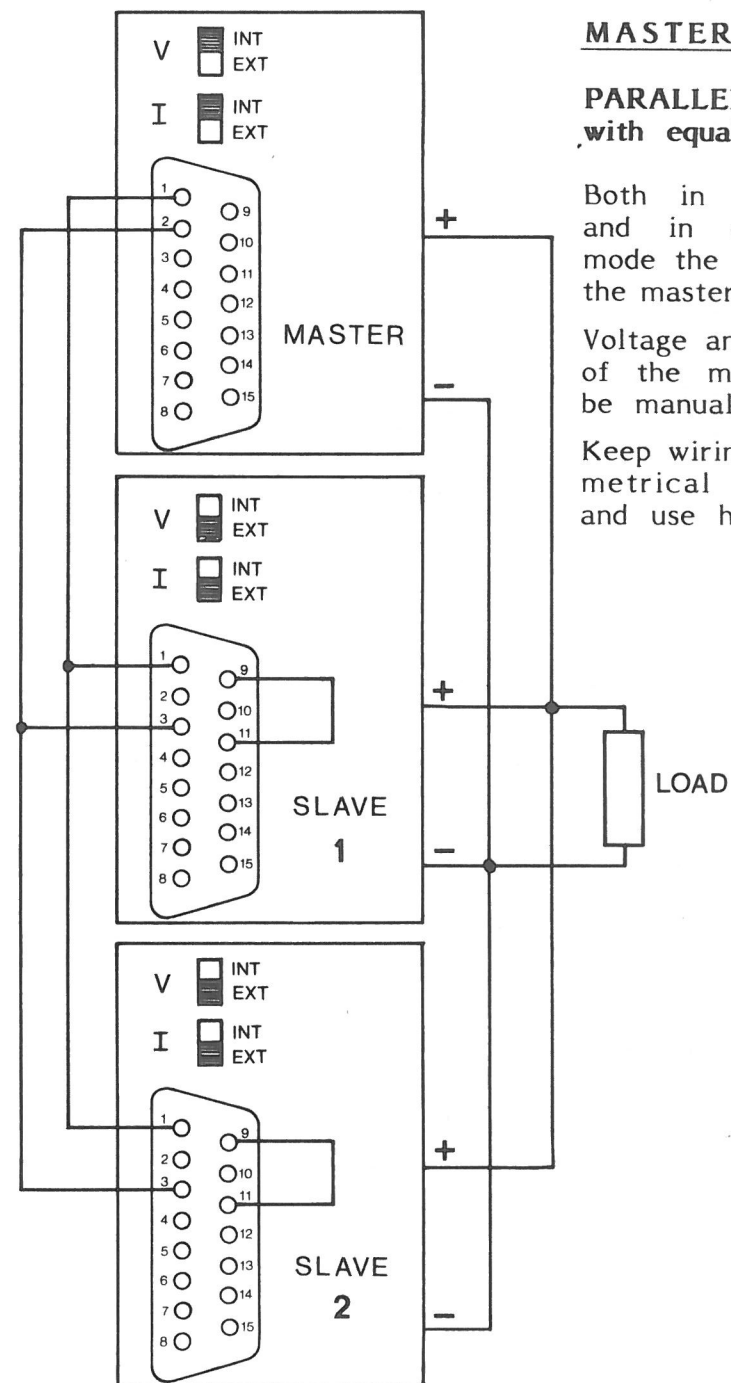 MASTER
PARALLE
with equa
Both in
and in
mode the
the master
Voltage an
of the m
be manual
Keep wirin
metrical
and use h
V
INT
EXT
I
INT
EXT
1
2
3
4
5
6
7
8
9
10
11
12
13
14
15
MASTER
+
−
V
INT
EXT
I
INT
EXT
1
2
3
4
5
6
7
8
9
10
11
12
13
14
15
SLAVE
1
+
−
LOAD
V
INT
EXT
I
INT
EXT
1
2
3
4
5
6
7
8
9
10
11
12
13
14
15
SLAVE
2
+
−